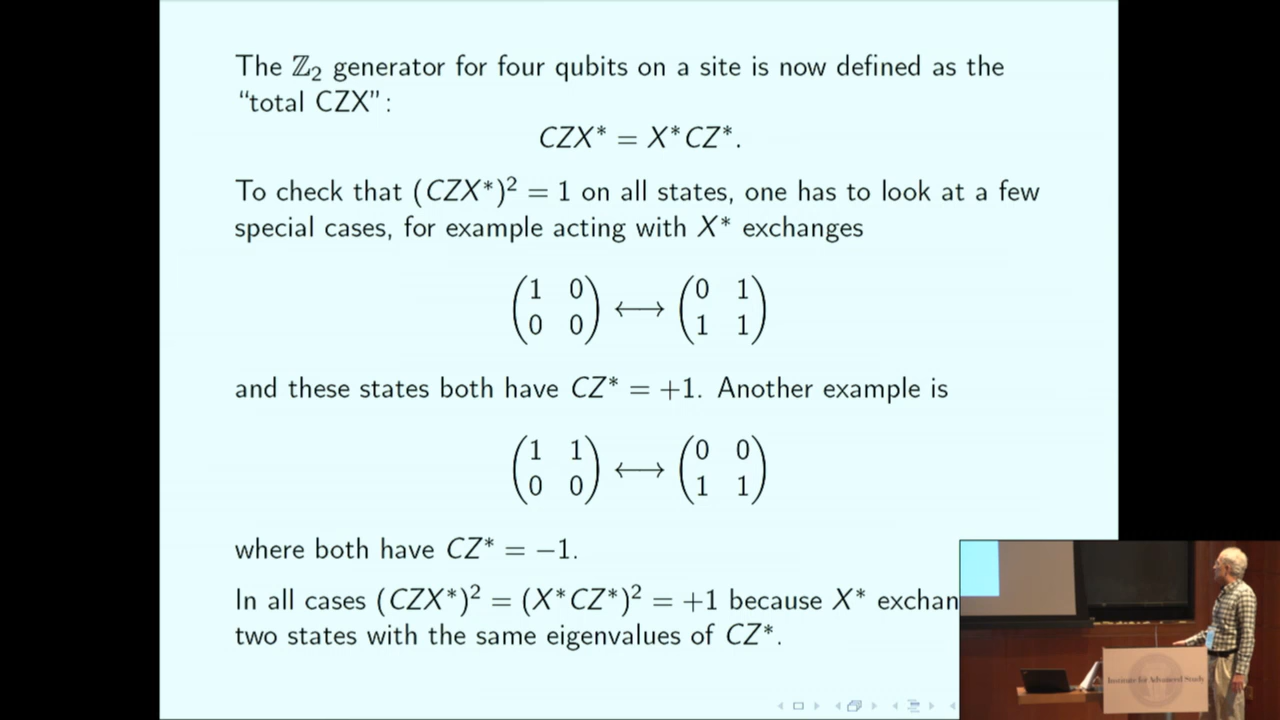 The ℤ₂ generator for four qubits on a site is now defined as the
“total CZX”:
CZX* = X*CZ*.
To check that (CZX*)² = 1 on all states, one has to look at a few
special cases, for example acting with X* exchanges
(1 0) ⟷ (0 1)
(0 0) (1 1)
and these states both have CZ* = +1. Another example is
(1 1) ⟷ (0 0)
(0 0) (1 1)
where both have CZ* = −1.
In all cases (CZX*)² = (X*CZ*)² = +1 because X* exchan
two states with the same eigenvalues of CZ*.
Institute for Advanced Study